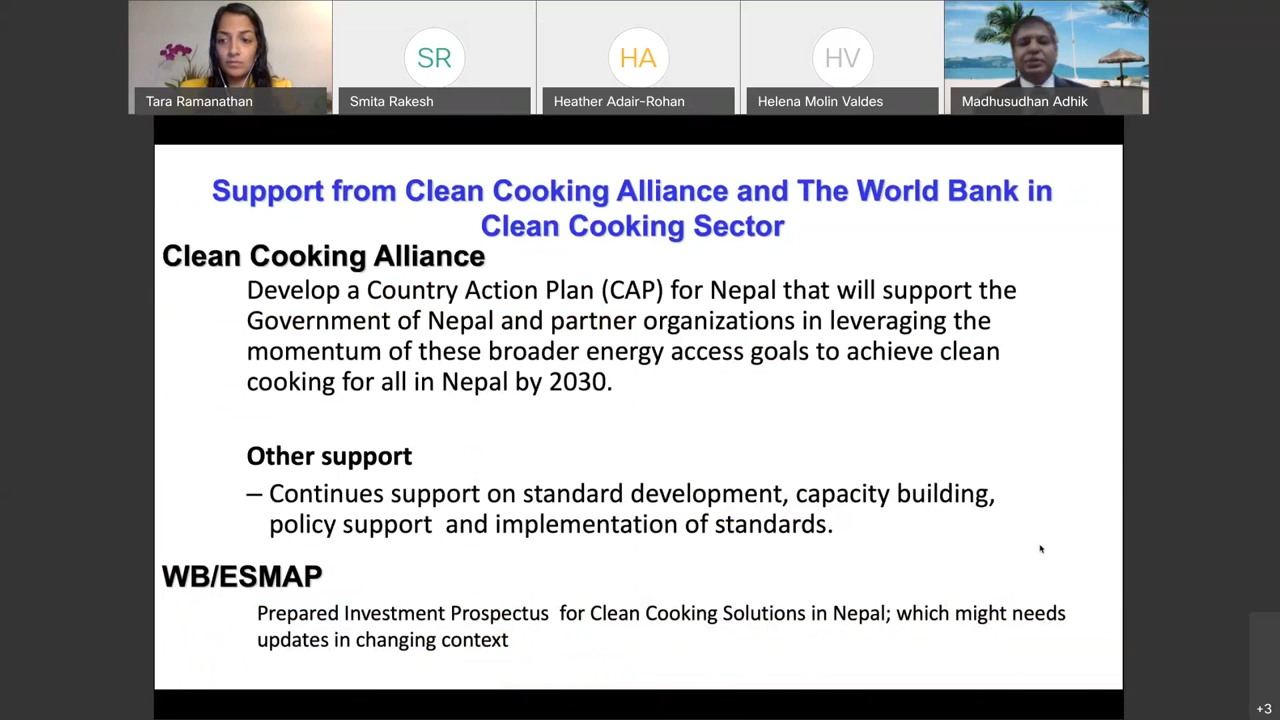 Tara Ramanathan
SR
Smita Rakesh
HA
Heather Adair-Rohan
HV
Helena Molin Valdes
Madhusudhan Adhik
Support from Clean Cooking Alliance and The World Bank in
Clean Cooking Sector
Clean Cooking Alliance
Develop a Country Action Plan (CAP) for Nepal that will support the
Government of Nepal and partner organizations in leveraging the
momentum of these broader energy access goals to achieve clean
cooking for all in Nepal by 2030.
Other support
– Continues support on standard development, capacity building,
policy support and implementation of standards.
WB/ESMAP
Prepared Investment Prospectus for Clean Cooking Solutions in Nepal; which might needs
updates in changing context
+3